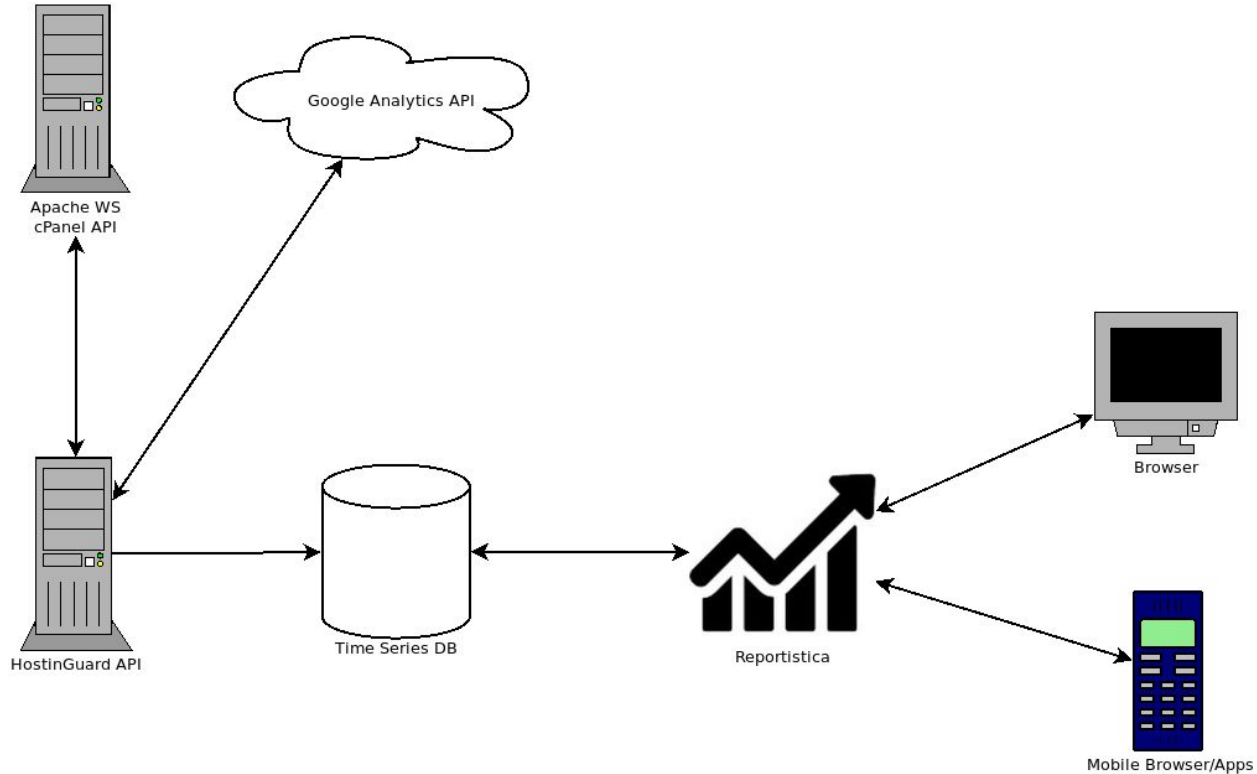 Google Analytics API
Apache WS
cPanel API
Browser
HostinGuard API
Time Series DB
Reportistica
Mobile Browser/Apps